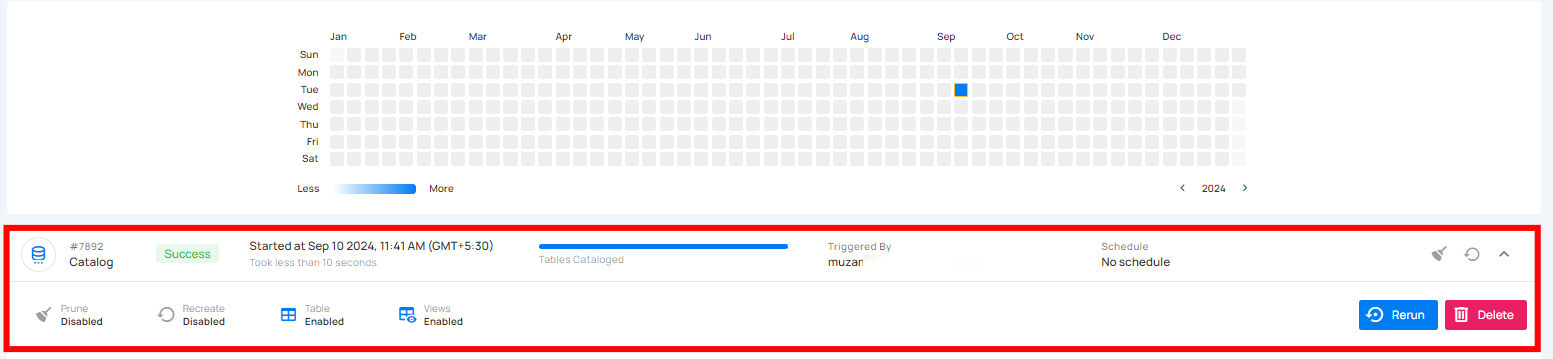 Jan Feb Mar Apr May Jun Jul Aug Sep Oct Nov Dec
Sun
Mon
Tue
Wed
Thu
Fri
Sat
Less More
2024
#7892
Catalog
Success
Started at Sep 10 2024, 11:41 AM (GMT+5:30)
Took less than 10 seconds
Tables Cataloged
Triggered By
muzan
Schedule
No schedule
Prune
Disabled
Recreate
Disabled
Table
Enabled
Views
Enabled
Rerun
Delete